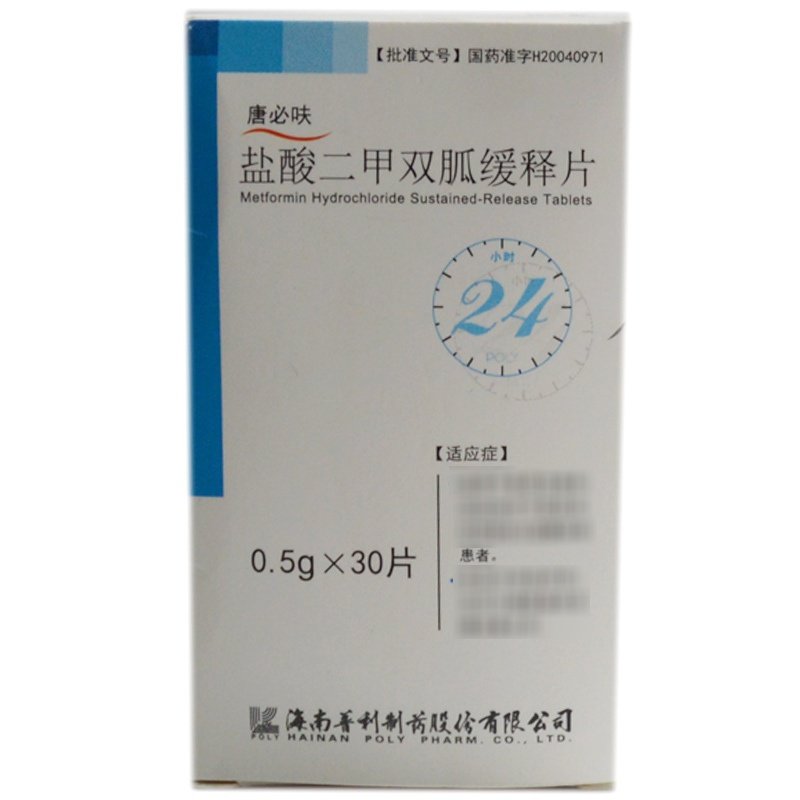 【批准文号】国药准字H20040971
唐必呋
盐酸二甲双胍缓释片
Metformin Hydrochloride Sustained-Release Tablets
小时
24
POLY
【适应症】
患者。
0.5g×30片
POLY
海南普利制药股份有限公司
HAINAN POLY PHARM. CO., LTD.